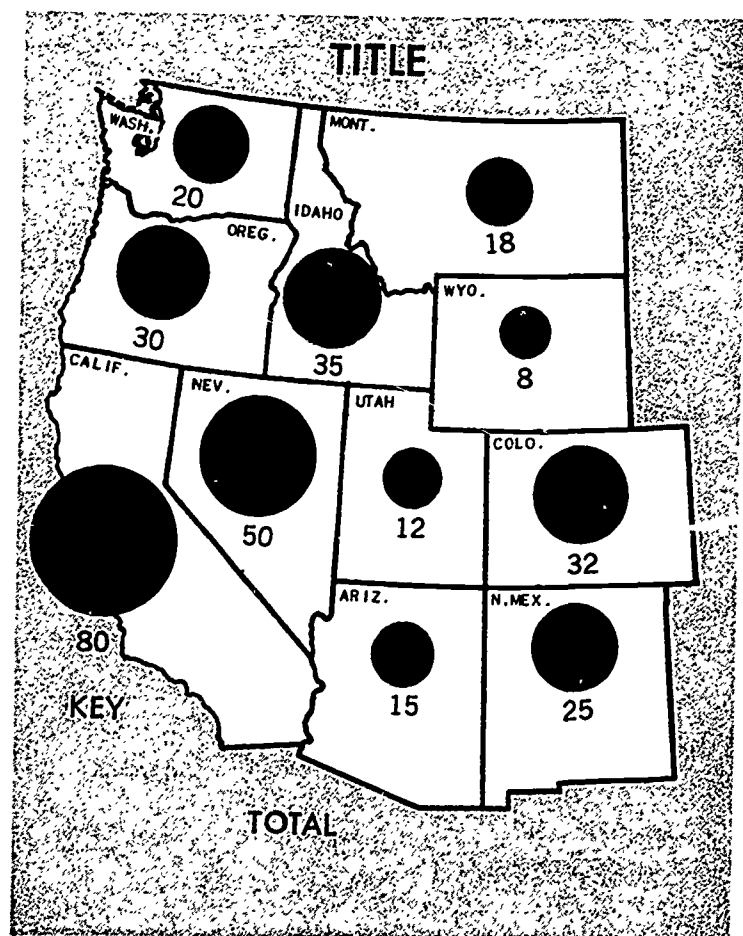 TITLE
WASH.
20
MONT.
18
IDAHO
35
OREG.
30
WYO.
8
CALIF.
80
NEV.
50
UTAH
12
COLO.
32
ARIZ.
15
N.MEX.
25
KEY
TOTAL